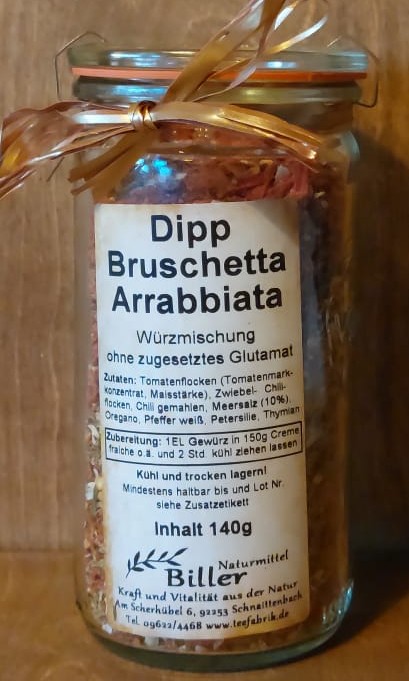 Dipp
Bruschetta
Arrabbiata
Würzmischung
ohne zugesetztes Glutamat
Zutaten: Tomatenflocken (Tomatenmark-
konzentrat, Maisstärke), Zwiebel- Chili-
flocken, Chili gemahlen, Meersalz (10%),
Oregano, Pfeffer weiß, Petersilie, Thymian
Zubereitung: 1EL Gewürz in 150g Creme
fraiche o.ä. und 2 Std. kühl ziehen lassen
Kühl und trocken lagern!
Mindestens haltbar bis und Lot Nr.
siehe Zusatzetikett
Inhalt 140g
Naturmittel
Biller
Kraft und Vitalität aus der Natur
Am Scherhübel 6, 92253 Schnaittenbach
Tel. 09622/4468 www.teefabrik.de